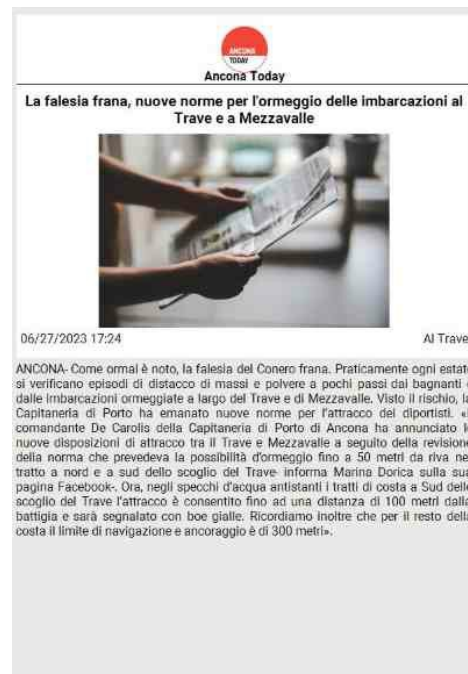 ANCONA
TODAY
Ancona Today
La falesia frana, nuove norme per l'ormeggio delle imbarcazioni al
Trave e a Mezzavalle
06/27/2023 17:24
Al Trave
ANCONA- Come ormai è noto, la falesia del Conero frana. Praticamente ogni estate
si verificano episodi di distacco di massi e polvere a pochi passi dai bagnanti
dalle imbarcazioni ormeggiate a largo del Trave e di Mezzavalle. Visto il rischio, la
Capitaneria di Porto ha emanato nuove norme per l'attracco dei diportisti.
comandante De Carolis della Capitaneria di Porto di Ancona ha annunciato le
nuove disposizioni di attracco tra il Trave e Mezzavalle a seguito della revisione
della norma che prevedeva la possibilità d'ormeggio fino a 50 metri da riva nel
tratto a nord e a sud dello scoglio del Trave- informa Marina Dorica sulla sua
pagina Facebook-. Ora, negli specchi d'acqua antistanti i tratti di costa a Sud dello
scoglio del Trave l'attracco è consentito fino ad una distanza di 100 metri dalla
battigia e sarà segnalato con boe gialle. Ricordiamo inoltre che per il resto della
costa il limite di navigazione e ancoraggio è di 300 metri».